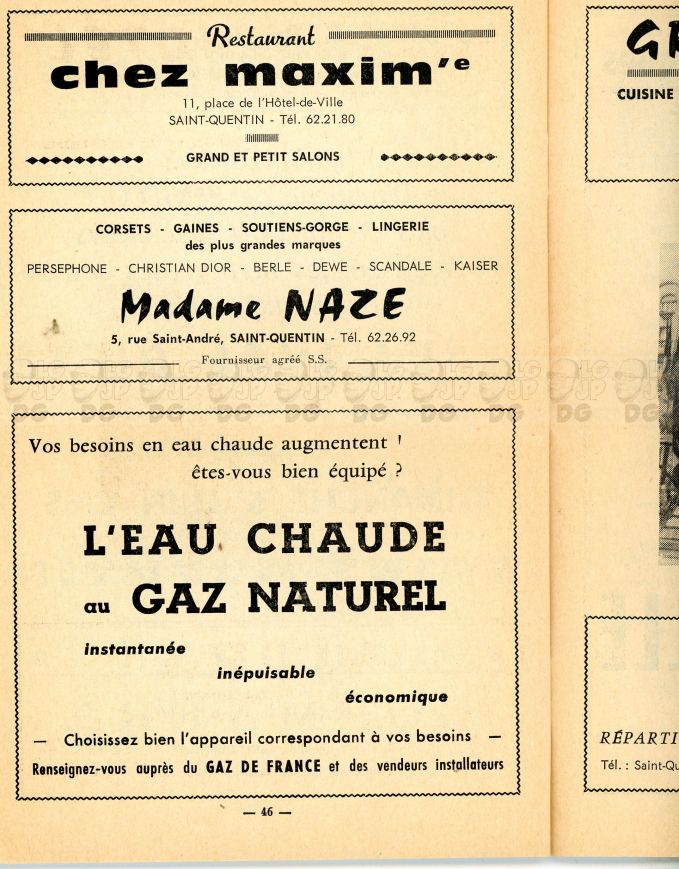 Restaurant
chez maxim'e
11, place de l'Hôtel-de-Ville
SAINT-QUENTIN - Tél. 62.21.80
GRAND ET PETIT SALONS
CORSETS - GAINES - SOUTIENS-GORGE - LINGERIE
des plus grandes marques
PERSEPHONE - CHRISTIAN DIOR - BERLE - DEWE - SCANDALE - KAISER
Madame NAZE
5, rue Saint-André, SAINT-QUENTIN - Tél. 62.26.92
Fournisseur agréé S.S.
Vos besoins en eau chaude augmentent '
êtes-vous bien équipé ?
L'EAU CHAUDE
au GAZ NATUREL
instantanée
inépuisable
économique
— Choisissez bien l'appareil correspondant à vos besoins —
Renseignez-vous auprès du GAZ DE FRANCE et des vendeurs installateurs
— 46 —
CUISINE
RÉPARTI
Tél. : Saint-Qu